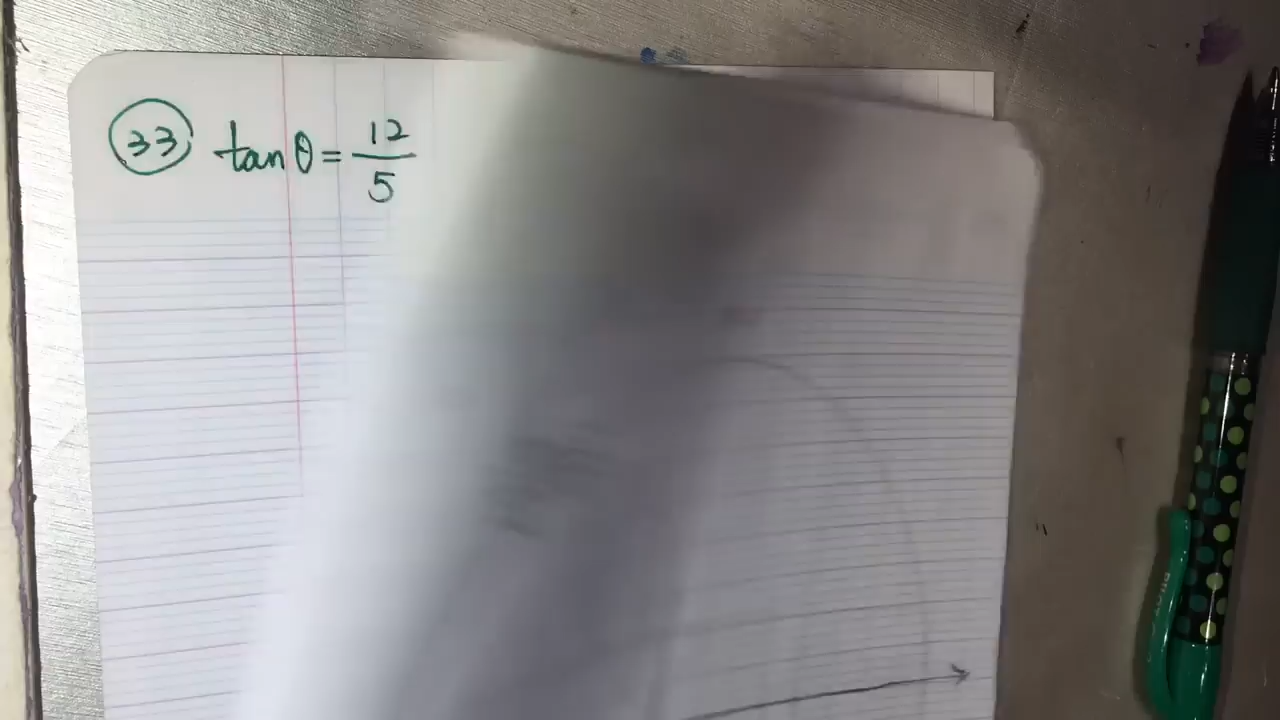 33 tan θ = 12/5